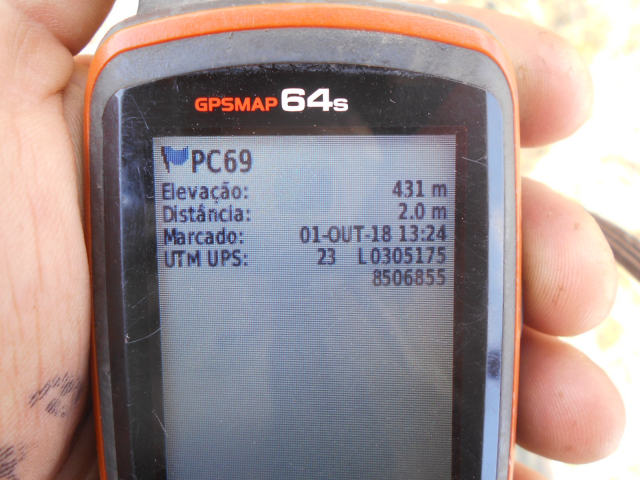 GPSMAP 64s
PC69
Elevação: 431 m
Distância: 2.0 m
Marcado: 01-OUT-18 13:24
UTM UPS: 23 L0305175
8506855